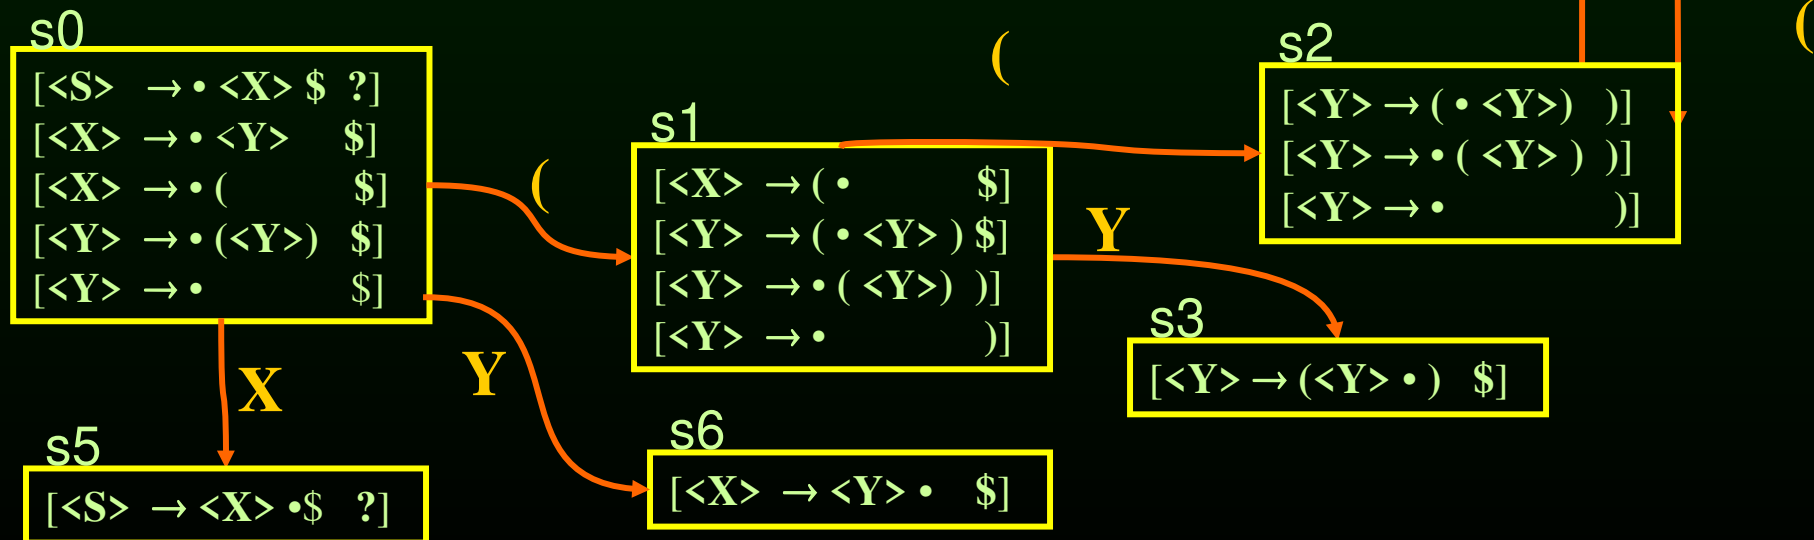 s0
[<S> → • <X> $ ?]
[<X> → • <Y> $]
[<X> → • ( $]
[<Y> → • (<Y>) $]
[<Y> → • $]
(
s1
[<X> → ( • $]
[<Y> → ( • <Y> ) $]
[<Y> → • ( <Y>) )]
[<Y> → • )]
(
s2
[<Y> → ( • <Y>) )]
[<Y> → • ( <Y> ) )]
[<Y> → • )]
(
Y
s3
[<Y> → (<Y> • ) $]
X
Y
s5
[<S> → <X> •$ ?]
s6
[<X> → <Y> • $]